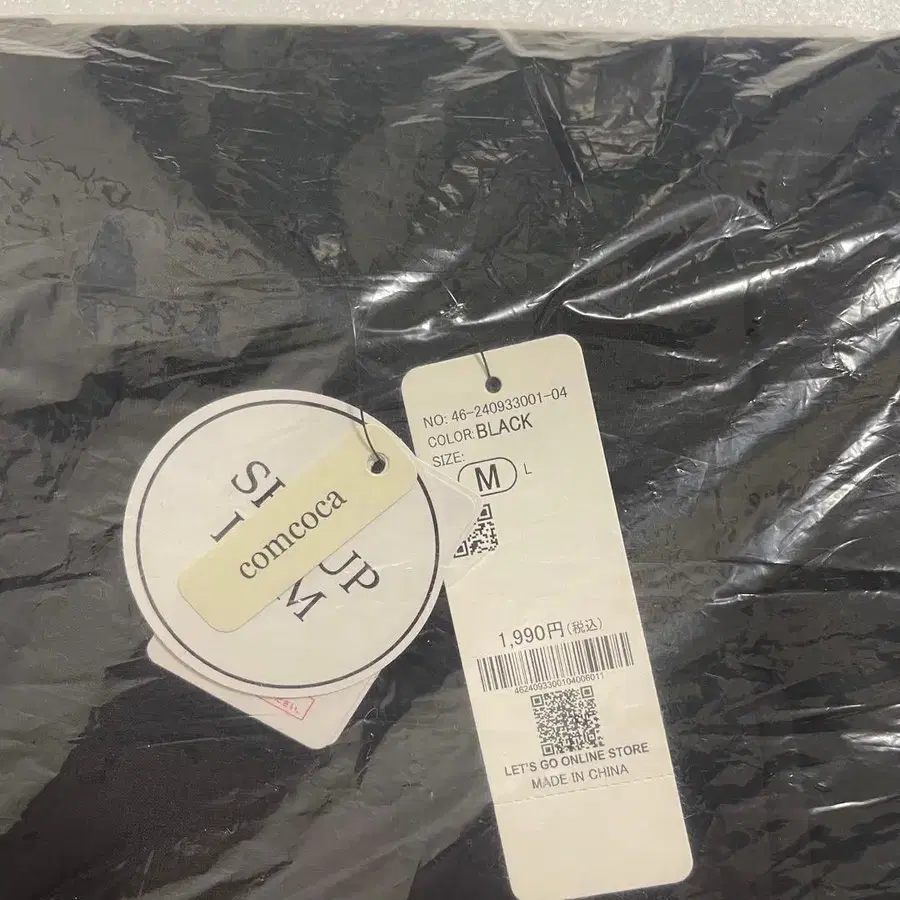 NO: 46-240933001-04
COLOR: BLACK
SIZE:
M L
comcoca
UP
1,990円(税込)
4624093300104006011
LET'S GO ONLINE STORE
MADE IN CHINA